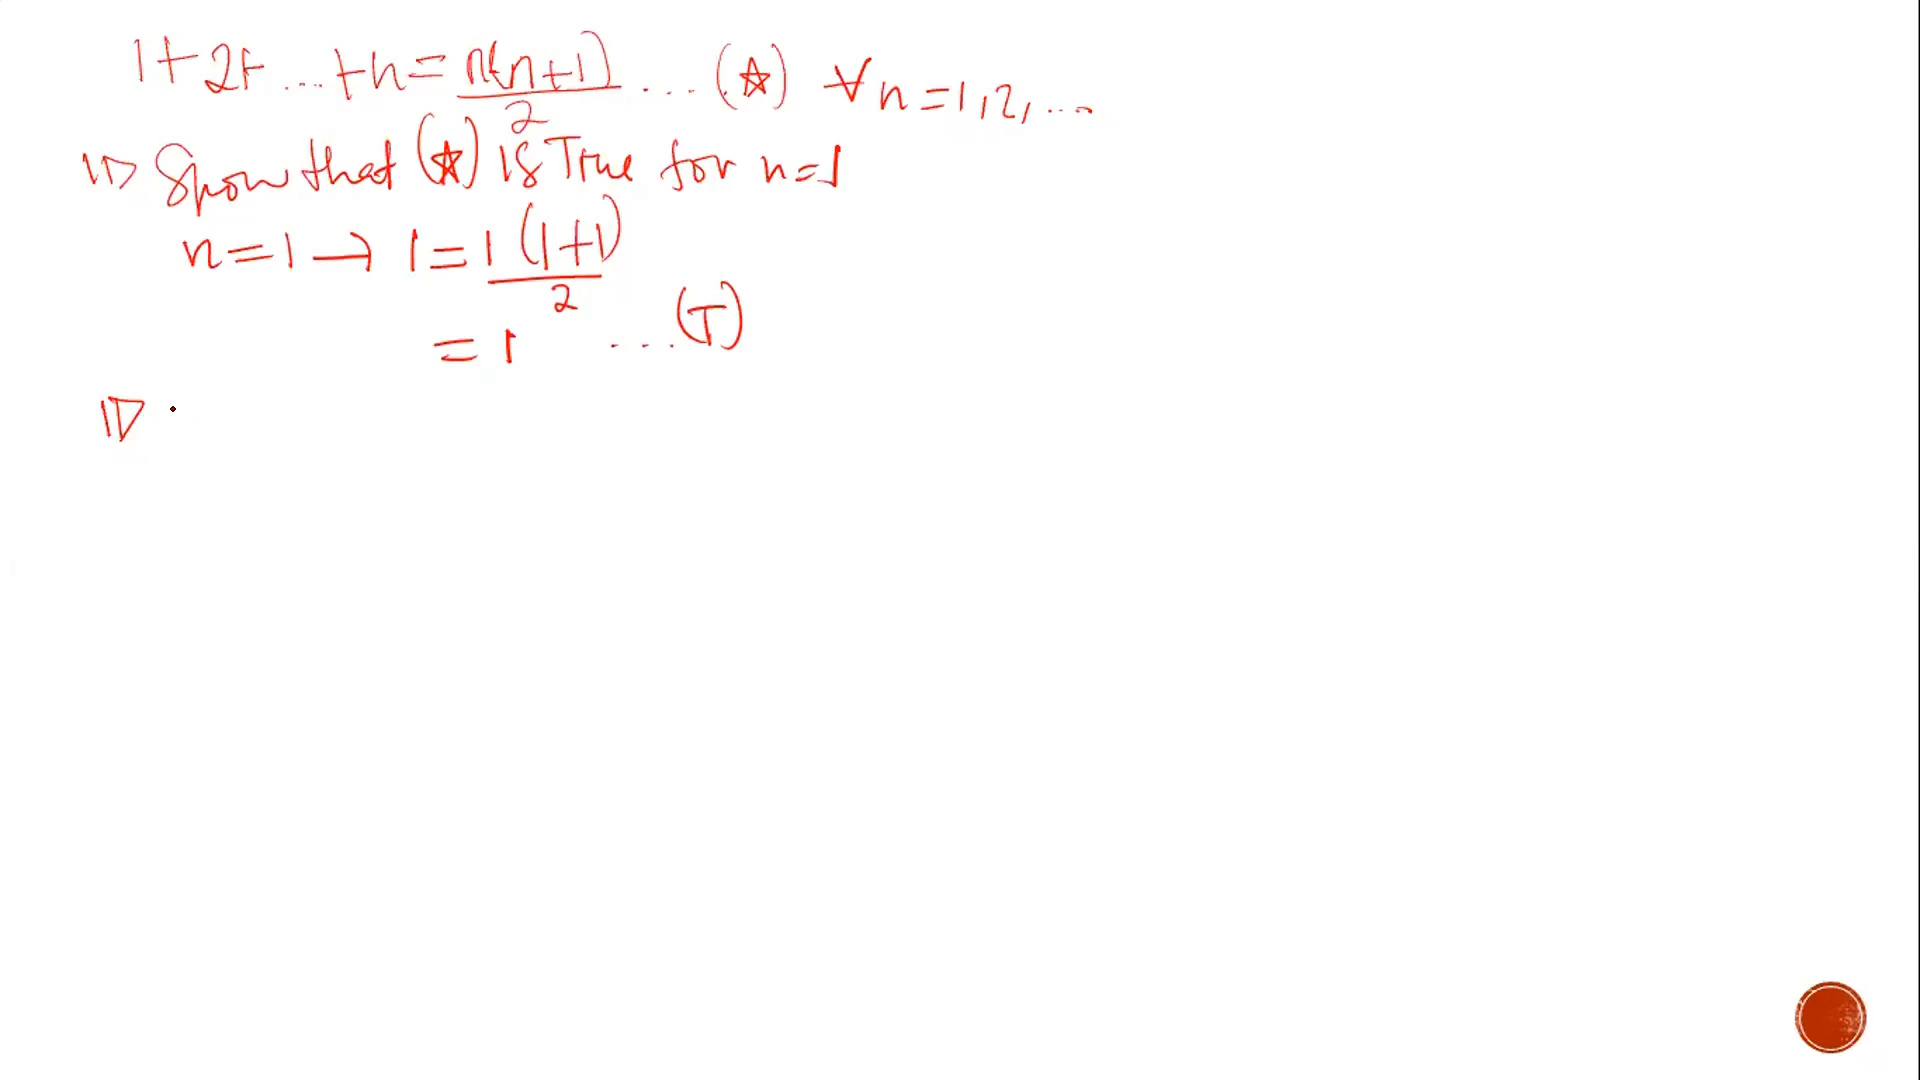 1+2+ ... +n = n(n+1)/2 ... (☆) ∀n=1,2, ...
1▷ Show that (☆) is True for n=1
n=1 → 1 = 1(1+1)/2
= 1 ... (T)
1▷